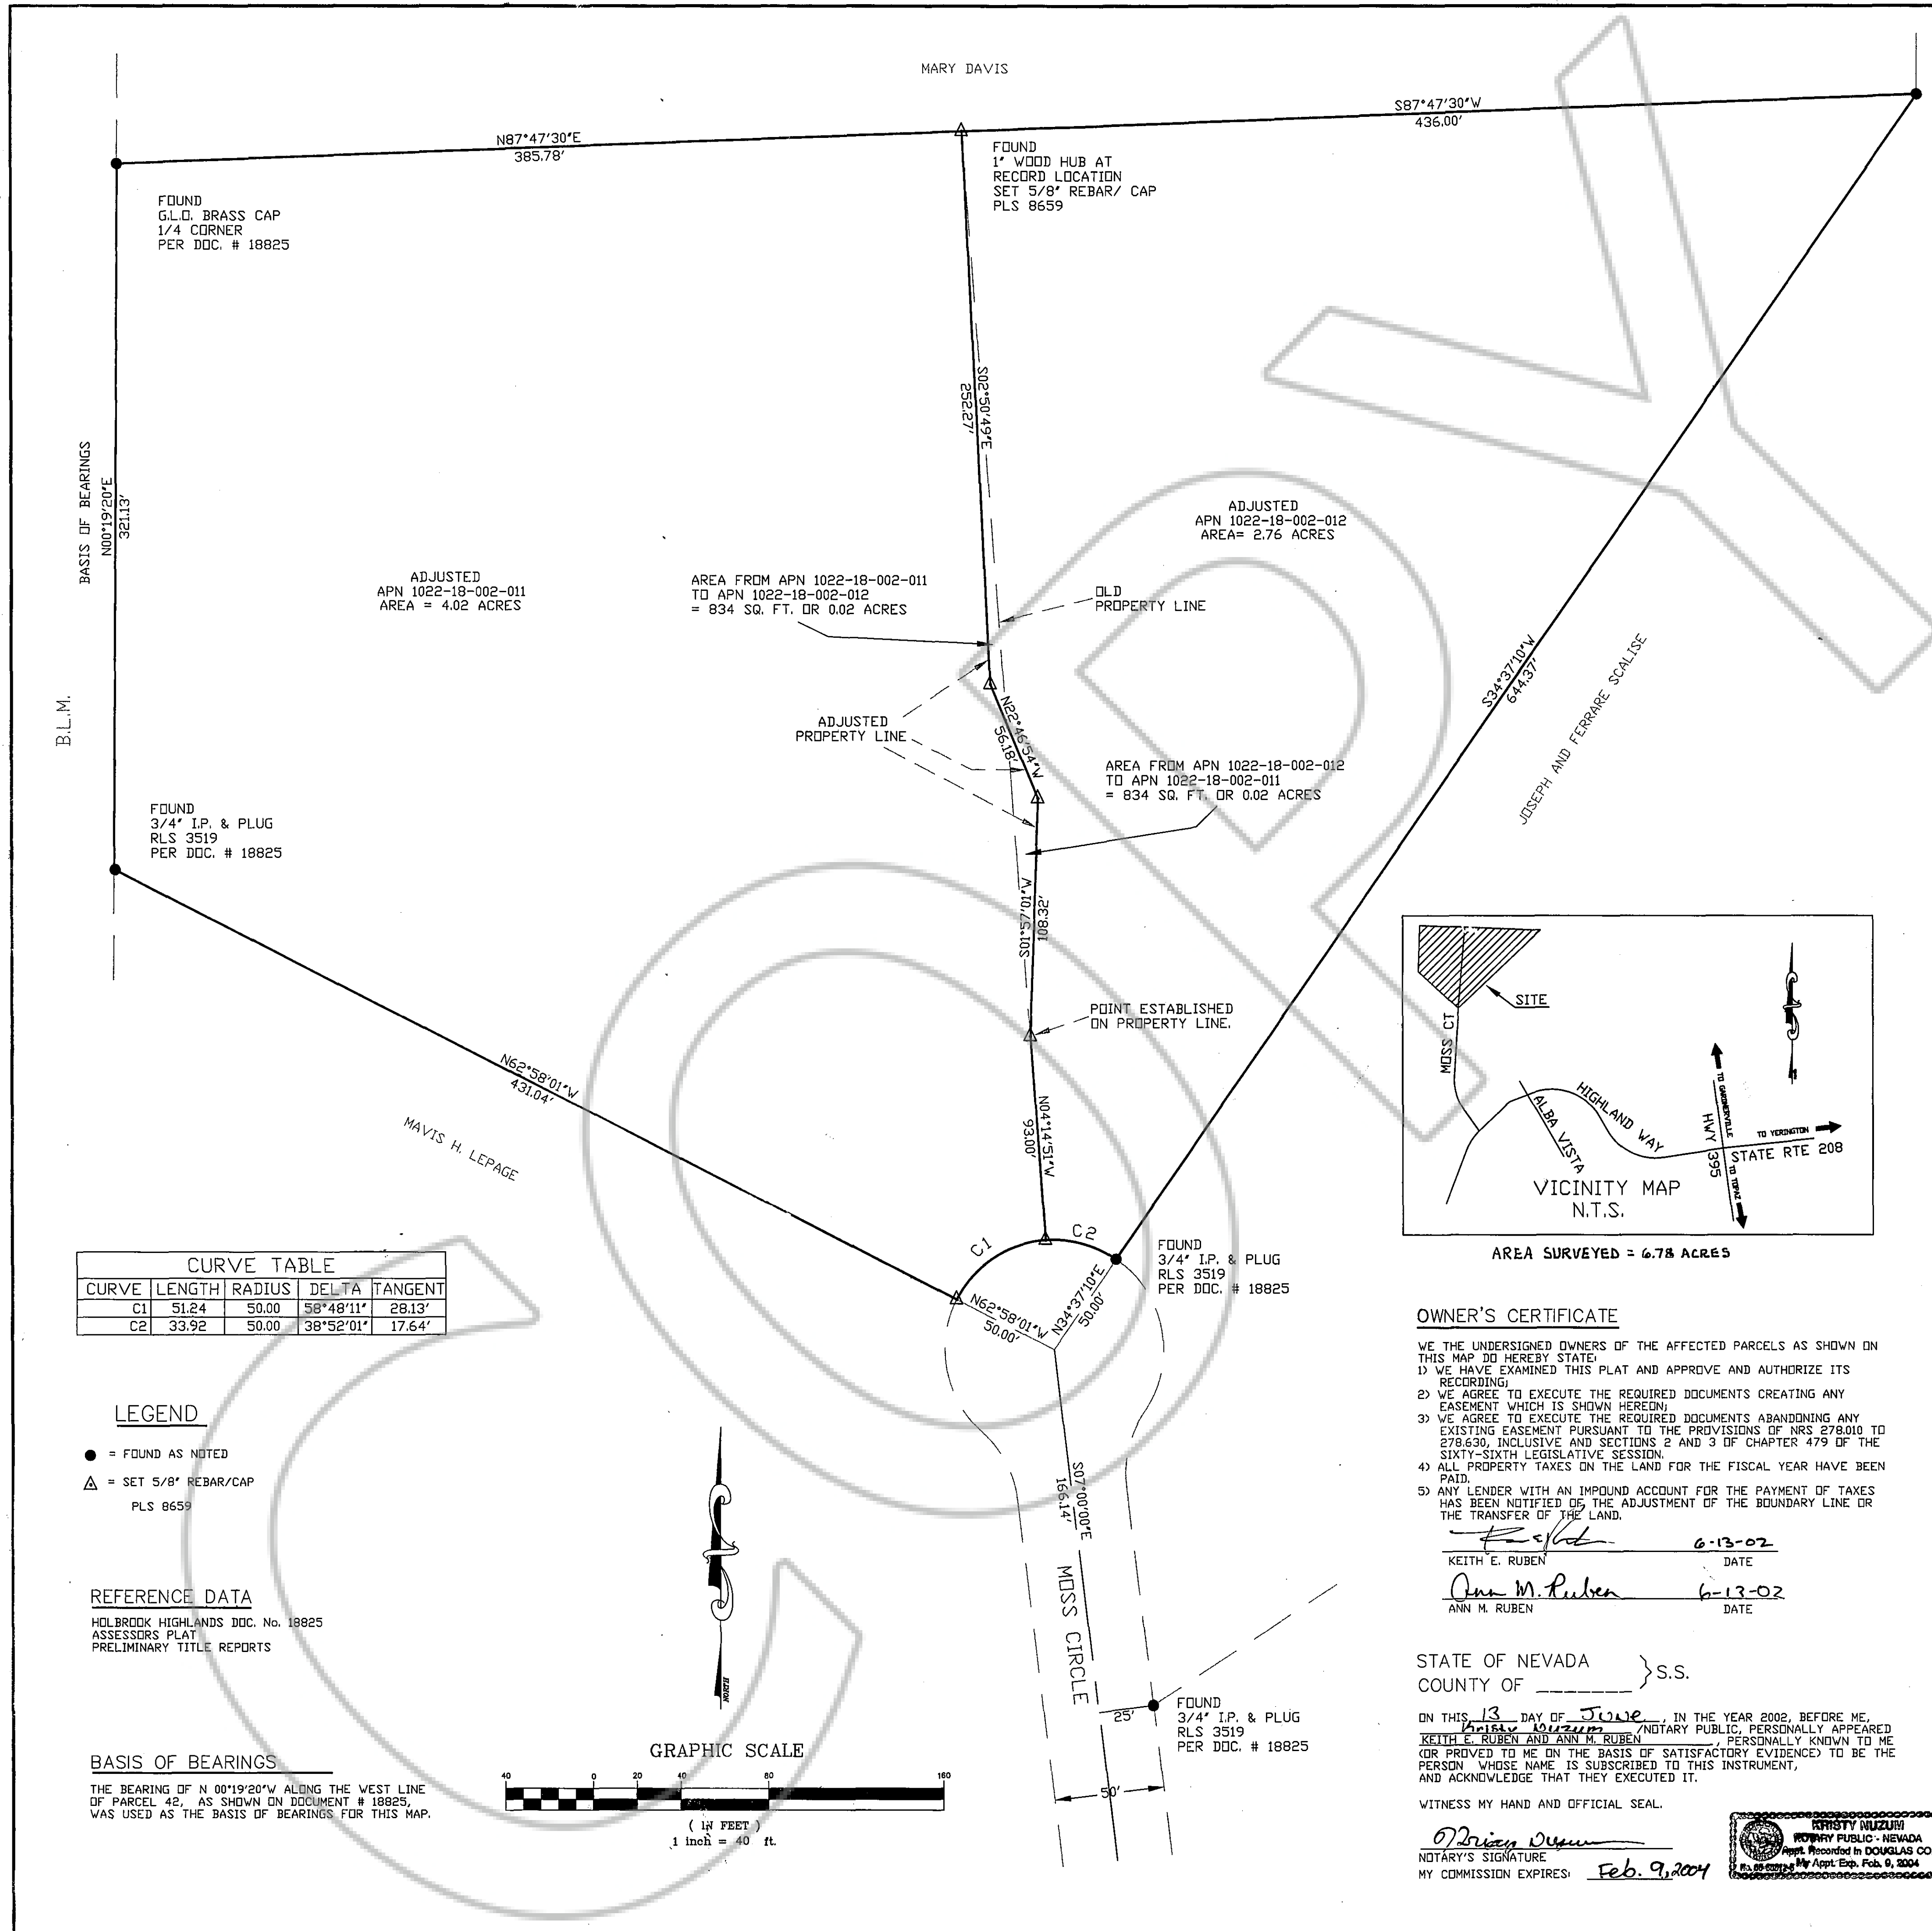 MARY DAVIS
N87°47'30"E
385.78'
S87°47'30"W
436.00'
FOUND
1" WOOD HUB AT
RECORD LOCATION
SET 5/8" REBAR/ CAP
PLS 8659
FOUND
G.L.O. BRASS CAP
1/4 CORNER
PER DOC. # 18825
S02°50'49"E
252.27'
BASIS OF BEARINGS
N00°19'20"E
321.13'
B.L.M.
ADJUSTED
APN 1022-18-002-011
AREA = 4.02 ACRES
AREA FROM APN 1022-18-002-011
TO APN 1022-18-002-012
= 834 SQ. FT. OR 0.02 ACRES
ADJUSTED
APN 1022-18-002-012
AREA= 2.76 ACRES
OLD
PROPERTY LINE
ADJUSTED
PROPERTY LINE
N22°46'54"W
56.18'
AREA FROM APN 1022-18-002-012
TO APN 1022-18-002-011
= 834 SQ. FT. OR 0.02 ACRES
S34°37'10"W
644.37'
JOSEPH AND FERRARE SCALISE
FOUND
3/4" I.P. & PLUG
RLS 3519
PER DOC. # 18825
S01°57'01"W
108.32'
POINT ESTABLISHED
ON PROPERTY LINE.
N62°58'01"W
431.04'
MAVIS H. LEPAGE
N04°14'51"W
93.00'
C1
C2
FOUND
3/4" I.P. & PLUG
RLS 3519
PER DOC. # 18825
N62°58'01"W
50.00'
N34°37'10"E
50.00'
S07°00'00"E
166.14'
MOSS CIRCLE
25'
50'
FOUND
3/4" I.P. & PLUG
RLS 3519
PER DOC. # 18825
SITE
MOSS CT
ALBA VISTA
HIGHLAND WAY
TO GARDNERVILLE
HWY 395
TO YERINGTON
STATE RTE 208
TO TOPAZ
VICINITY MAP
N.T.S.
AREA SURVEYED = 6.78 ACRES
CURVE TABLE
CURVE LENGTH RADIUS DELTA TANGENT
C1 51.24 50.00 58°48'11" 28.13'
C2 33.92 50.00 38°52'01" 17.64'
LEGEND
= FOUND AS NOTED
= SET 5/8" REBAR/CAP
PLS 8659
REFERENCE DATA
HOLBROOK HIGHLANDS DOC. No. 18825
ASSESSORS PLAT
PRELIMINARY TITLE REPORTS
BASIS OF BEARINGS
THE BEARING OF N 00°19'20"W ALONG THE WEST LINE
OF PARCEL 42, AS SHOWN ON DOCUMENT # 18825,
WAS USED AS THE BASIS OF BEARINGS FOR THIS MAP.
NORTH
GRAPHIC SCALE
40 0 20 40 80 160
( IN FEET )
1 inch = 40 ft.
OWNER'S CERTIFICATE
WE THE UNDERSIGNED OWNERS OF THE AFFECTED PARCELS AS SHOWN ON
THIS MAP DO HEREBY STATE:
1) WE HAVE EXAMINED THIS PLAT AND APPROVE AND AUTHORIZE ITS
RECORDING;
2) WE AGREE TO EXECUTE THE REQUIRED DOCUMENTS CREATING ANY
EASEMENT WHICH IS SHOWN HEREON;
3) WE AGREE TO EXECUTE THE REQUIRED DOCUMENTS ABANDONING ANY
EXISTING EASEMENT PURSUANT TO THE PROVISIONS OF NRS 278.010 TO
278.630, INCLUSIVE AND SECTIONS 2 AND 3 OF CHAPTER 479 OF THE
SIXTY-SIXTH LEGISLATIVE SESSION.
4) ALL PROPERTY TAXES ON THE LAND FOR THE FISCAL YEAR HAVE BEEN
PAID.
5) ANY LENDER WITH AN IMPOUND ACCOUNT FOR THE PAYMENT OF TAXES
HAS BEEN NOTIFIED OF THE ADJUSTMENT OF THE BOUNDARY LINE OR
THE TRANSFER OF THE LAND.
6-13-02
KEITH E. RUBEN DATE
Ann M. Ruben 6-13-02
ANN M. RUBEN DATE
STATE OF NEVADA
COUNTY OF ________ } S.S.
ON THIS 13 DAY OF June, IN THE YEAR 2002, BEFORE ME,
Kristy Nuzum /NOTARY PUBLIC, PERSONALLY APPEARED
KEITH E. RUBEN AND ANN M. RUBEN, PERSONALLY KNOWN TO ME
(OR PROVED TO ME ON THE BASIS OF SATISFACTORY EVIDENCE) TO BE THE
PERSON WHOSE NAME IS SUBSCRIBED TO THIS INSTRUMENT,
AND ACKNOWLEDGE THAT THEY EXECUTED IT.
WITNESS MY HAND AND OFFICIAL SEAL.
NOTARY'S SIGNATURE
MY COMMISSION EXPIRES: Feb. 9, 2004
KRISTY NUZUM
NOTARY PUBLIC - NEVADA
Appt. Recorded in DOUGLAS CO
My Appt. Exp. Feb. 9, 2004
COPY